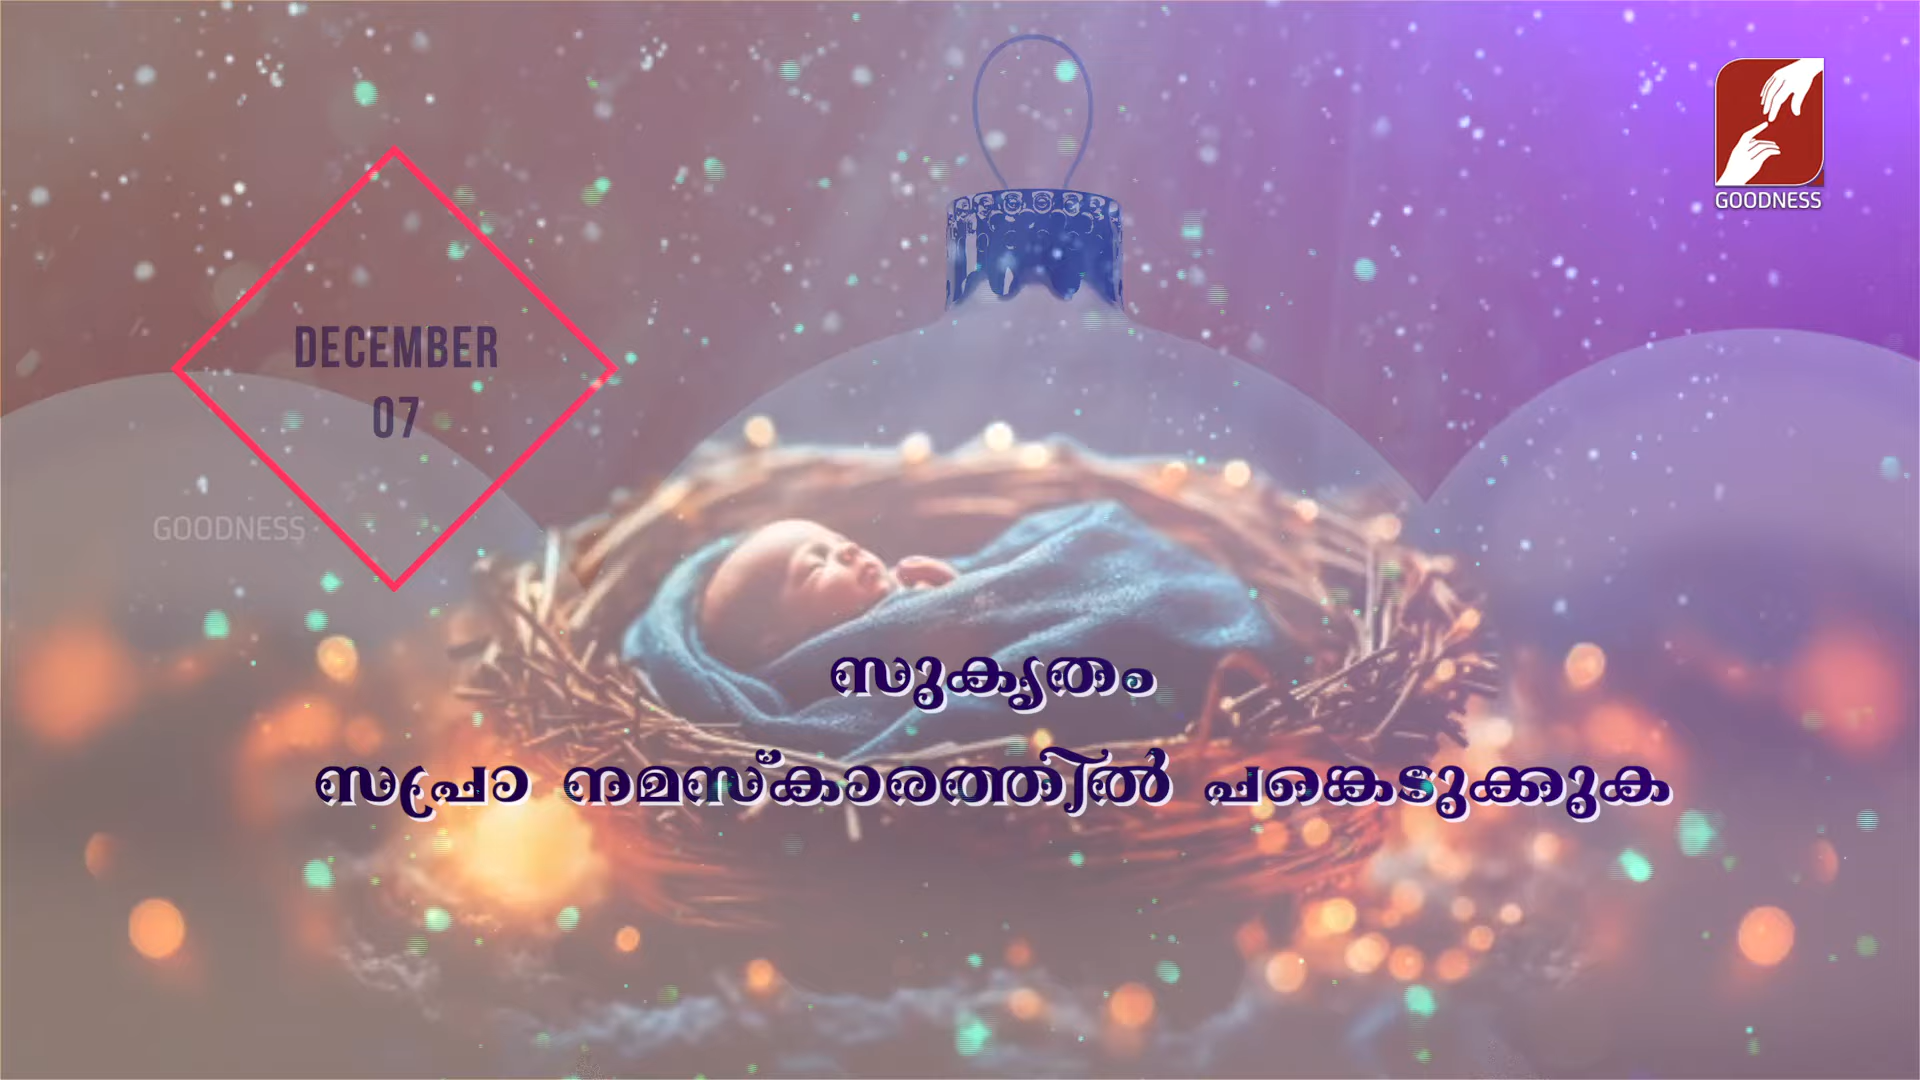 GOODNESS
DECEMBER
07
GOODNESS
സുകൃതം
സപ്രാ നമസ്കാരത്തിൽ പങ്കെടുക്കുക